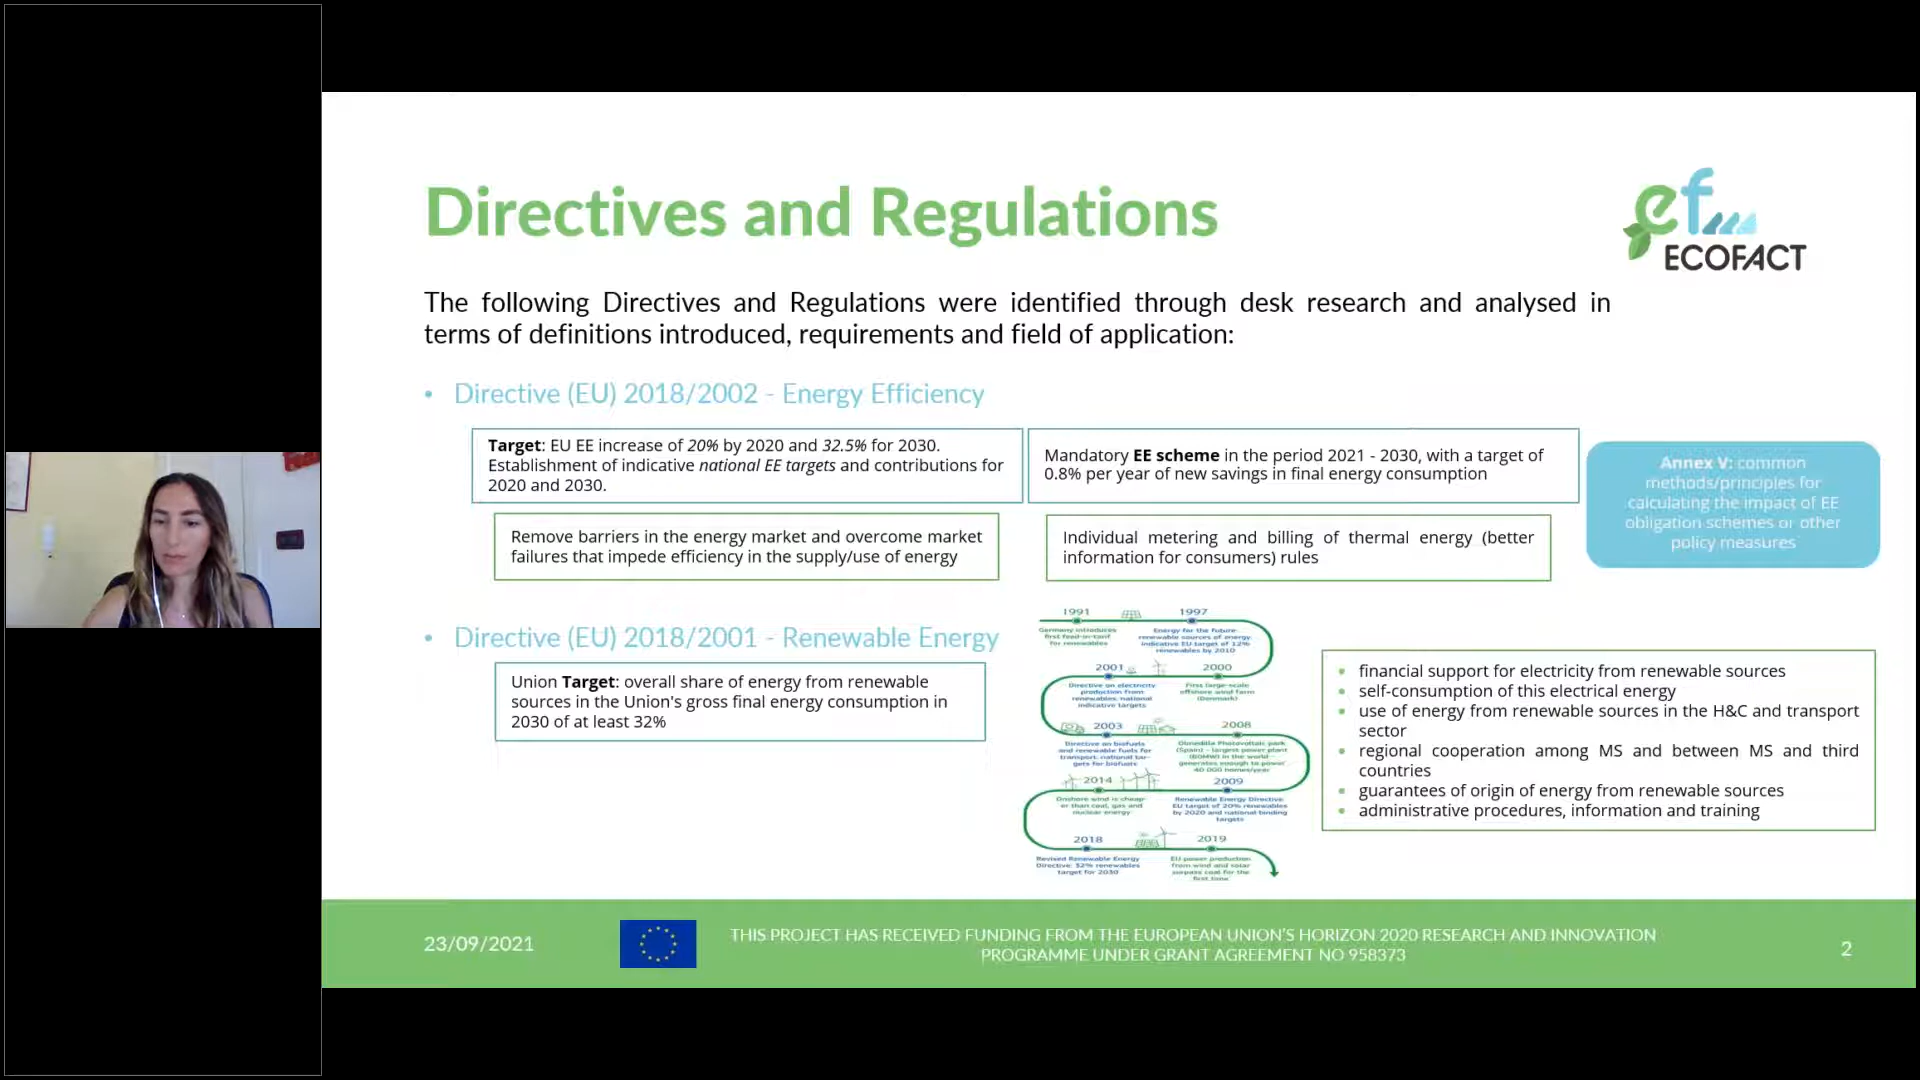 Directives and Regulations
ef
ECOFACT
The following Directives and Regulations were identified through desk research and analysed in
terms of definitions introduced, requirements and field of application:
• Directive (EU) 2018/2002 - Energy Efficiency
Target: EU EE increase of 20% by 2020 and 32.5% for 2030.
Establishment of indicative national EE targets and contributions for
2020 and 2030.
Mandatory EE scheme in the period 2021 - 2030, with a target of
0.8% per year of new savings in final energy consumption
Annex V: common
methods/principles for
calculating the impact of EE
obligation schemes or other
policy measures
Remove barriers in the energy market and overcome market
failures that impede efficiency in the supply/use of energy
Individual metering and billing of thermal energy (better
information for consumers) rules
• Directive (EU) 2018/2001 - Renewable Energy
Union Target: overall share of energy from renewable
sources in the Union's gross final energy consumption in
2030 of at least 32%
1991
Germany introduces
first feed-in-tarif
for renewables
1997
Energy for the future-
renewable sources of energy.
indicative EU target of 12%
renewables by 2010
2001
Directive on electricity
production from
renewables: national
indicative targets
2000
First large-scale
offshore wind farm
(Denmark)
2003
Directive on biofuels
and renewable fuels for
transport: national tar-
gets for biofuels
2008
Olmedilla Photovoltaic park
(Spain) - largest power plant
(60MW) in the world -
generates enough to power
40 000 homes/year
2014
Onshore wind is cheap-
er than coal, gas and
nuclear energy
2009
Renewable Energy Directive:
EU target of 20% renewables
by 2020 and national binding
targets
2018
Revised Renewable Energy
Directive: 32% renewables
target for 2030
2019
EU power production
from wind and solar
surpass coal for the
first time
• financial support for electricity from renewable sources
• self-consumption of this electrical energy
• use of energy from renewable sources in the H&C and transport
sector
• regional cooperation among MS and between MS and third
countries
• guarantees of origin of energy from renewable sources
• administrative procedures, information and training
23/09/2021
THIS PROJECT HAS RECEIVED FUNDING FROM THE EUROPEAN UNION'S HORIZON 2020 RESEARCH AND INNOVATION
PROGRAMME UNDER GRANT AGREEMENT NO 958373
2